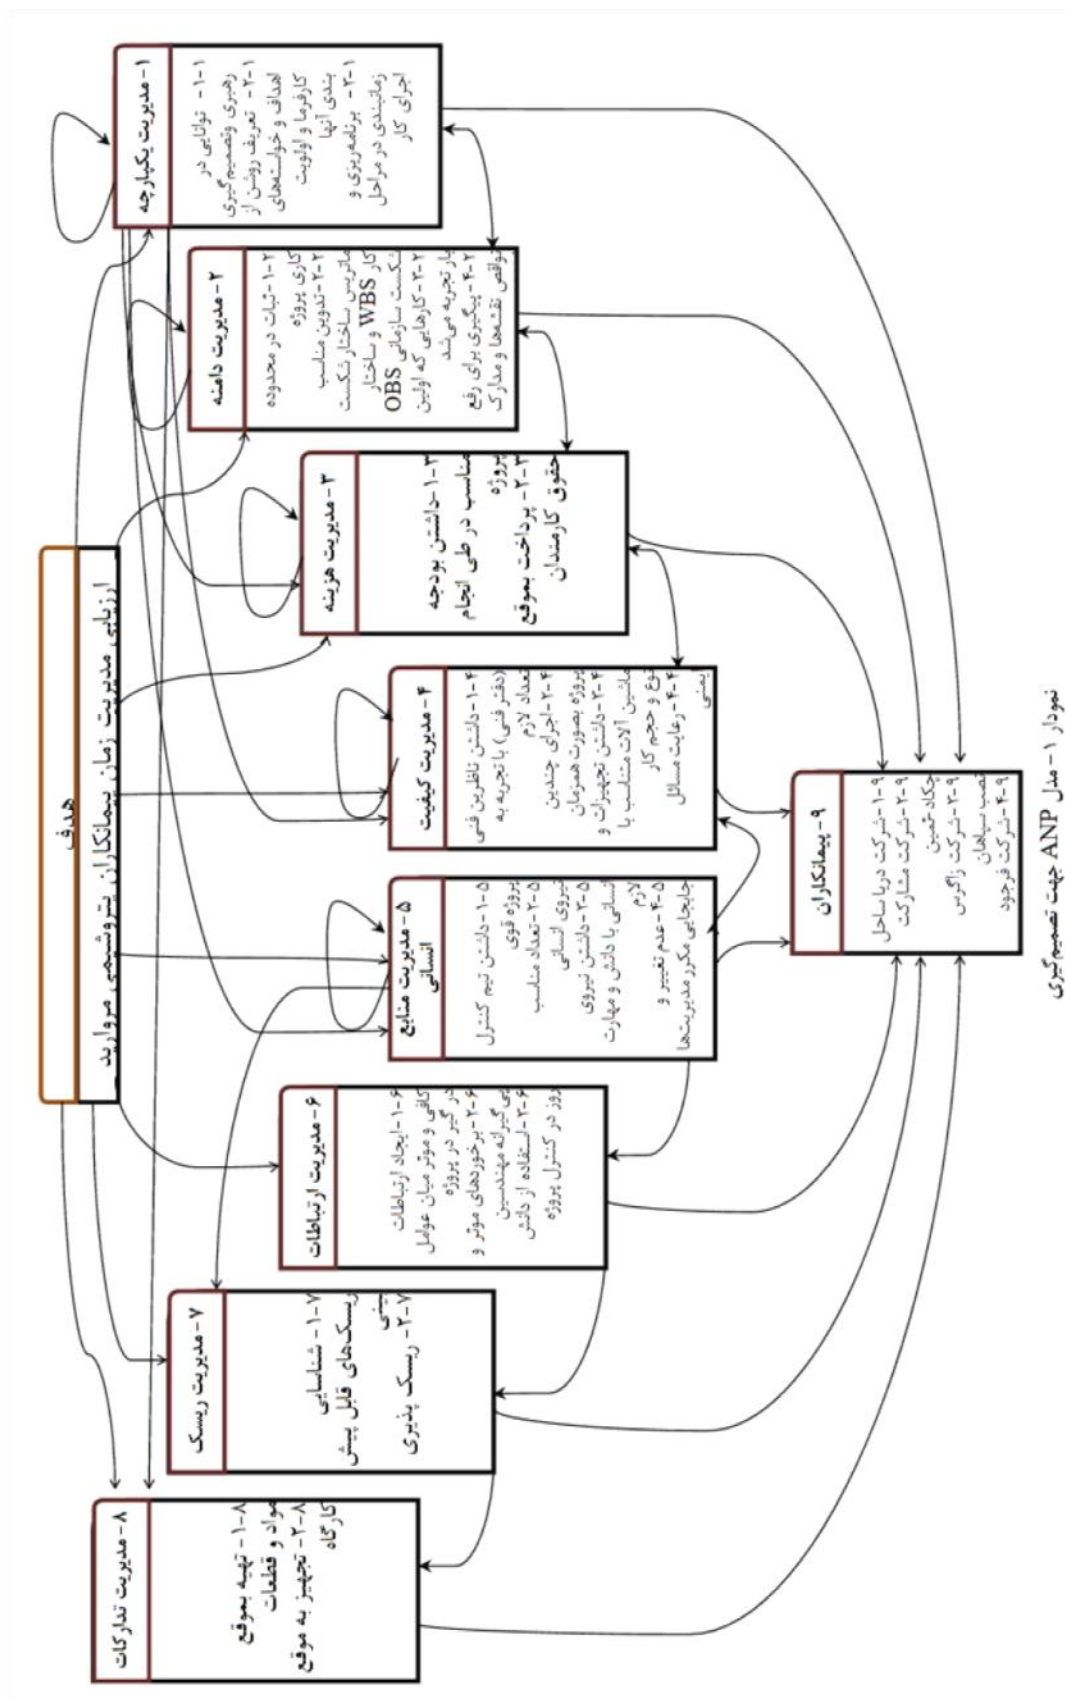 هدف
ارزیابی مدیریت زمان پیمانکاران پتروشیمی مروارید
۱- مدیریت یکپارچه
۱-۱- توانایی در
رهبری وتصمیم گیری
۲-۱- تعریف روشن از
اهداف و خواسته‌های
کارفرما و اولویت
بندی آنها
۳-۱- برنامه‌ریزی و
زمانبندی در مراحل
اجرای کار
۲- مدیریت دامنه
۱-۲-ثبات در محدوده
کاری پروژه
۲-۲-تدوین مناسب
ماتریس ساختار شکست
کار WBS و ساختار
شکست سازمانی OBS
۳-۲-کارهایی که اولین
بار تجربه می‌شد
۴-۲- پیگیری برای رفع
نواقص نقشه‌ها و مدارک
۳- مدیریت هزینه
۱-۳-داشتن بودجه
مناسب در طی انجام
پروژه
۲-۳- پرداخت بموقع
حقوق کارمندان
۴- مدیریت کیفیت
۱-۴-داشتن ناظرین فنی
(دفتر فنی) با تجربه به
تعداد لازم
۲-۴-اجرای چندین
پروژه بصورت همزمان
۳-۴-داشتن تجهیزات و
ماشین آلات متناسب با
نوع و حجم کار
۴-۴-رعایت مسائل
ایمنی
۵-مدیریت منابع
انسانی
۱-۵-داشتن تیم کنترل
پروژه قوی
۲-۵-تعداد مناسب
نیروی انسانی
۳-۵-داشتن نیروی
انسانی با دانش و مهارت
لازم
۴-۵-عدم تغییر و
جابجایی مکرر مدیریت‌ها
۶- مدیریت ارتباطات
۱-۶-ایجاد ارتباطات
کافی و موثر میان عوامل
در گیر در پروژه
۲-۶-برخوردهای موثر و
پی گیرانه مهندسین
۳-۶-استفاده از دانش
روز در کنترل پروژه
۷- مدیریت ریسک
۱-۷- شناسایی
ریسک‌های قابل پیش
بینی
۲-۷- ریسک پذیری
۸- مدیریت تدارکات
۱-۸- تهیه بموقع
مواد و قطعات
۲-۸- تجهیز به موقع
کارگاه
۹- پیمانکاران
۱-۹-شرکت دریا ساحل
۲-۹-شرکت مشارکت
چکاد-ثمین
۳-۹-شرکت زاگرس
نصب سپاهان
۴-۹-شرکت فرجود
نمودار ۱- مدل ANP جهت تصمیم گیری